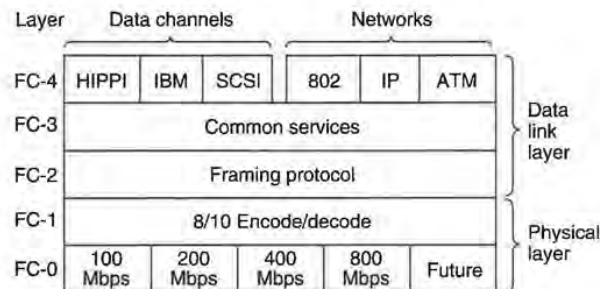 Layer Data channels Networks
FC-4 HIPPI IBM SCSI 802 IP ATM
FC-3 Common services
Data
link
layer
FC-2 Framing protocol
FC-1 8/10 Encode/decode
Physical
layer
FC-0 100 Mbps 200 Mbps 400 Mbps 800 Mbps Future